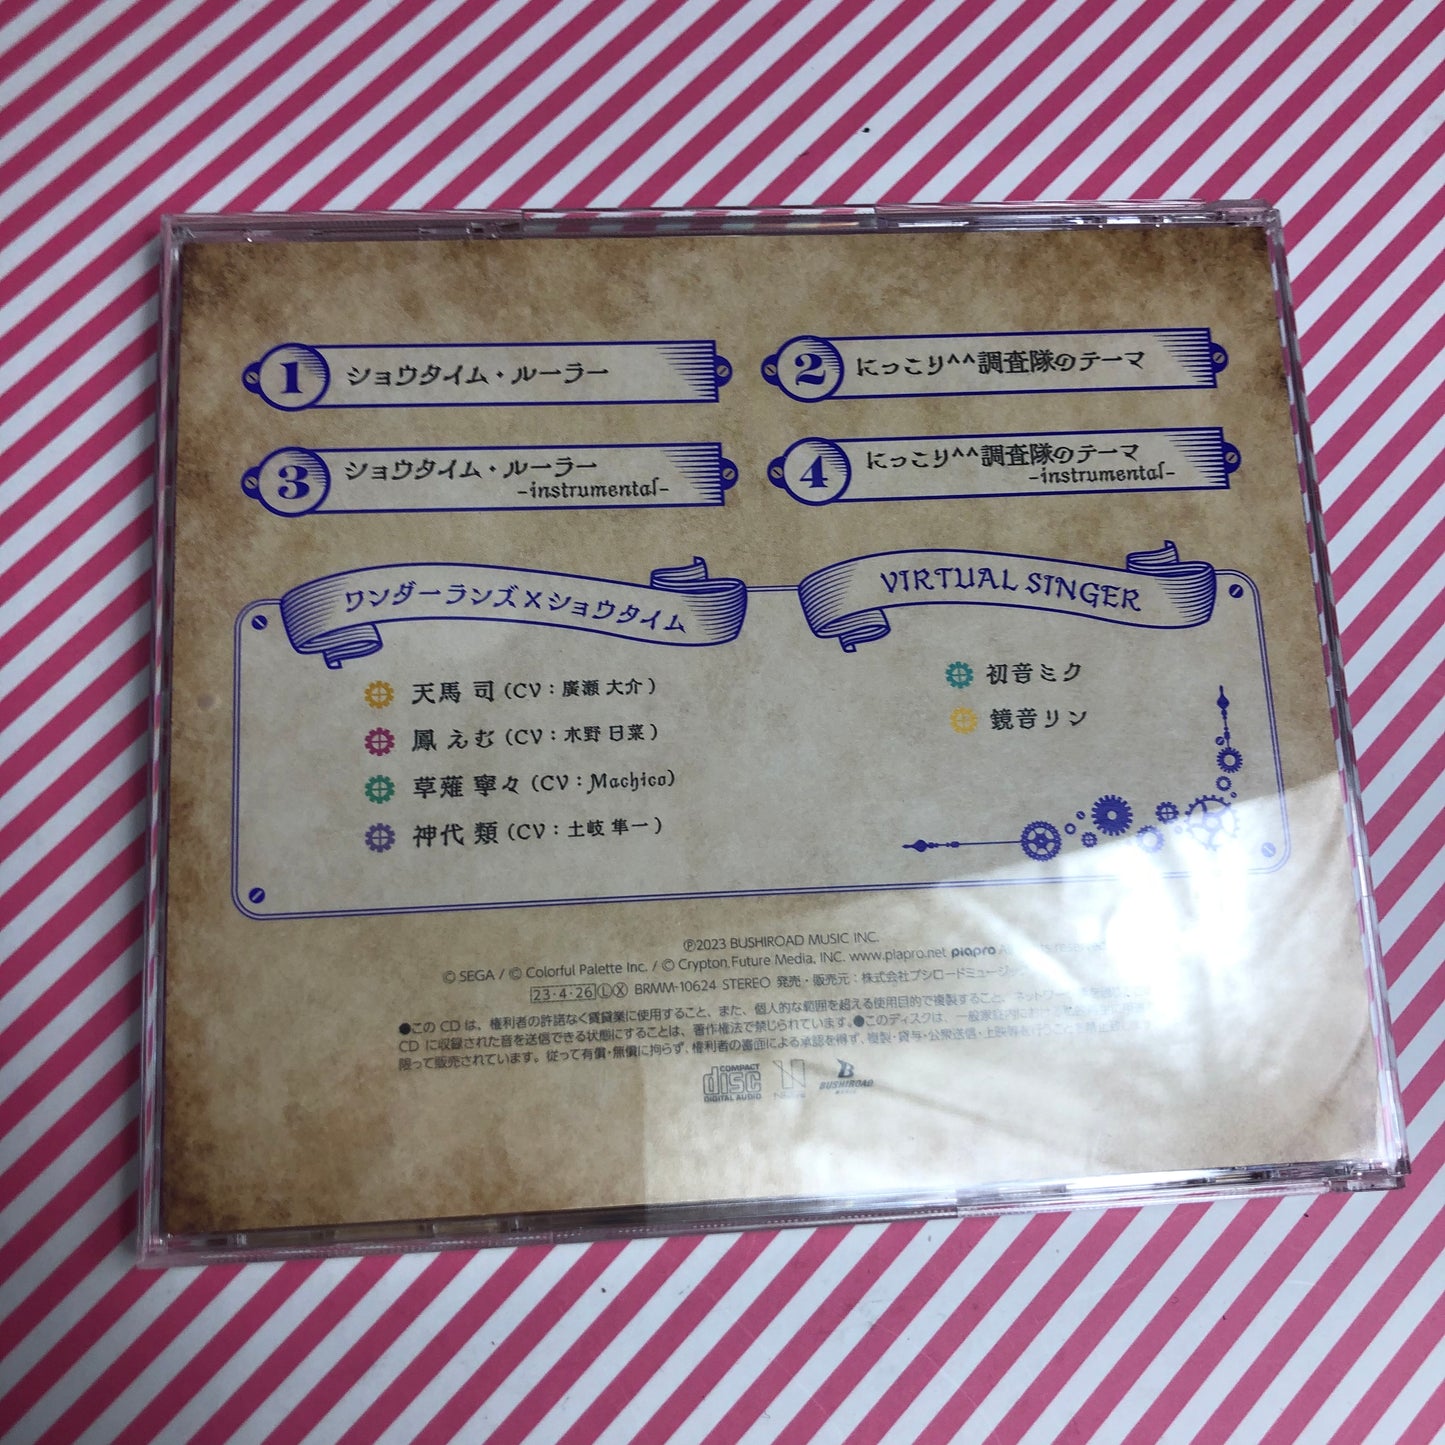 1 ショウタイム・ルーラー
2 にっこり^^調査隊のテーマ
3 ショウタイム・ルーラー
-instrumental-
4 にっこり^^調査隊のテーマ
-instrumental-
ワンダーランズ×ショウタイム
天馬 司 (CV：廣瀬 大介)
鳳 えむ (CV：木野 日菜)
草薙 寧々 (CV：Machico)
神代 類 (CV：土岐 隼一)
VIRTUAL SINGER
初音ミク
鏡音リン
Ⓟ2023 BUSHIROAD MUSIC INC.
© SEGA / © Colorful Palette Inc. / © Crypton Future Media, INC. www.piapro.net piapro
23・4・26 Ⓛ Ⓧ BRMM-10624 STEREO 発売・販売元：株式会社ブシロードミュージック
●この CD は、権利者の許諾なく賃貸業に使用すること、また、個人的な範囲を超える使用目的で複製すること、ネットワーク
CD に収録された音を送信できる状態にすることは、著作権法で禁じられています。●このディスクは、一般家庭内における
限って販売されています。従って有償・無償に拘らず、権利者の書面による承認を得ず、複製・貸与・公衆送信・上映等を行うこと
COMPACT
disc
DIGITAL AUDIO
B
BUSHIROAD
MUSIC